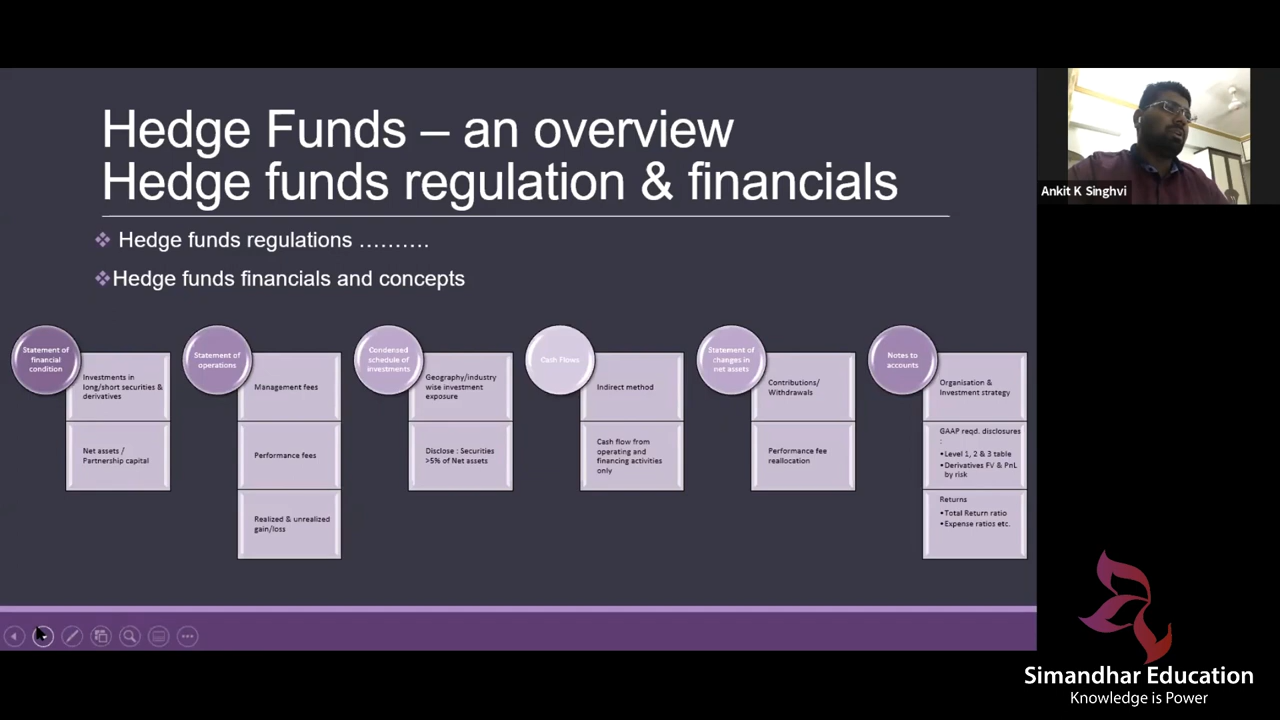 Hedge Funds – an overview
Hedge funds regulation & financials
Hedge funds regulations ……….
Hedge funds financials and concepts
Statement of
financial
condition
Investments in
long/short securities &
derivatives
Net assets /
Partnership capital
Statement of
operations
Management fees
Performance fees
Realized & unrealized
gain/loss
Condensed
schedule of
investments
Geography/industry
wise investment
exposure
Disclose : Securities
>5% of Net assets
Cash Flows
Indirect method
Cash flow from
operating and
financing activities
only
Statement of
changes in
net assets
Contributions/
Withdrawals
Performance fee
reallocation
Notes to
accounts
Organisation &
Investment strategy
GAAP reqd. disclosures
:
•Level 1, 2 & 3 table
•Derivatives FV & PnL
by risk
Returns
•Total Return ratio
•Expense ratios etc.
Ankit K Singhvi
Simandhar Education
Knowledge is Power